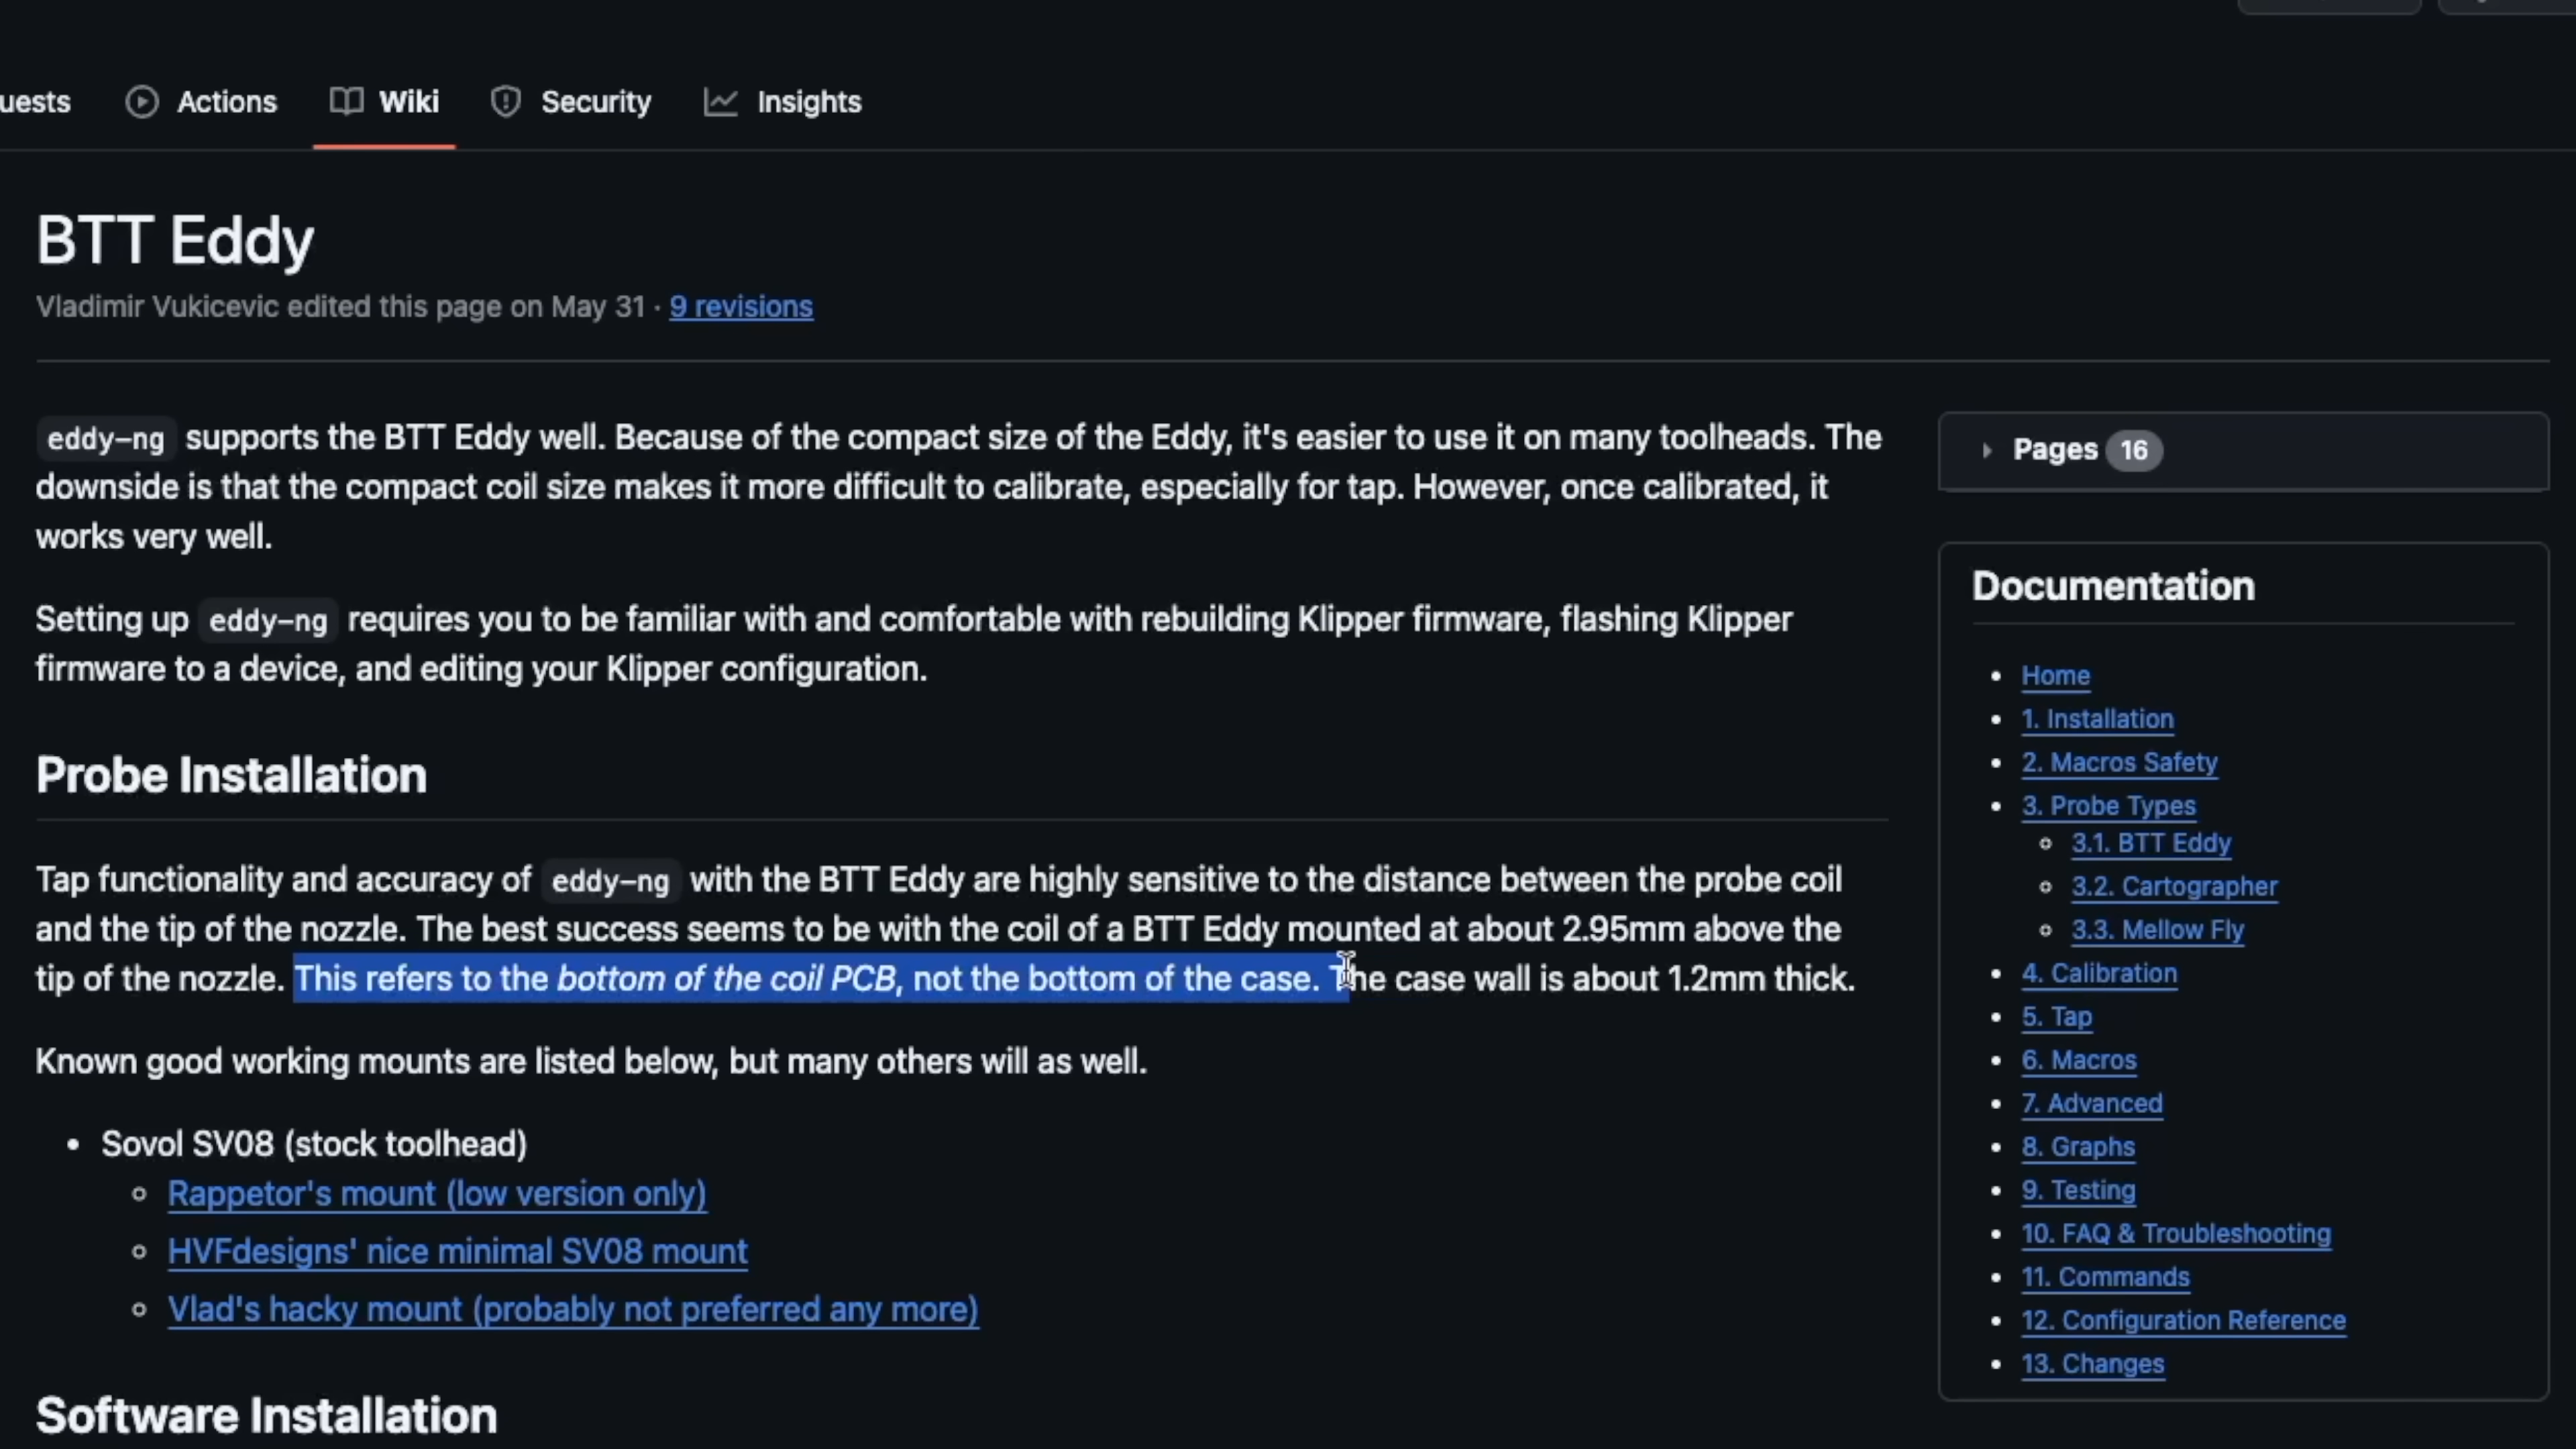 uests Actions Wiki Security Insights
BTT Eddy
Vladimir Vukicevic edited this page on May 31 · 9 revisions
eddy-ng supports the BTT Eddy well. Because of the compact size of the Eddy, it's easier to use it on many toolheads. The
downside is that the compact coil size makes it more difficult to calibrate, especially for tap. However, once calibrated, it
works very well.
Setting up eddy-ng requires you to be familiar with and comfortable with rebuilding Klipper firmware, flashing Klipper
firmware to a device, and editing your Klipper configuration.
Probe Installation
Tap functionality and accuracy of eddy-ng with the BTT Eddy are highly sensitive to the distance between the probe coil
and the tip of the nozzle. The best success seems to be with the coil of a BTT Eddy mounted at about 2.95mm above the
tip of the nozzle. This refers to the bottom of the coil PCB, not the bottom of the case. The case wall is about 1.2mm thick.
Known good working mounts are listed below, but many others will as well.
• Sovol SV08 (stock toolhead)
Rappetor's mount (low version only)
HVFdesigns' nice minimal SV08 mount
Vlad's hacky mount (probably not preferred any more)
Software Installation
Pages 16
Documentation
• Home
• 1. Installation
• 2. Macros Safety
• 3. Probe Types
3.1. BTT Eddy
3.2. Cartographer
3.3. Mellow Fly
• 4. Calibration
• 5. Tap
• 6. Macros
• 7. Advanced
• 8. Graphs
• 9. Testing
• 10. FAQ & Troubleshooting
• 11. Commands
• 12. Configuration Reference
• 13. Changes